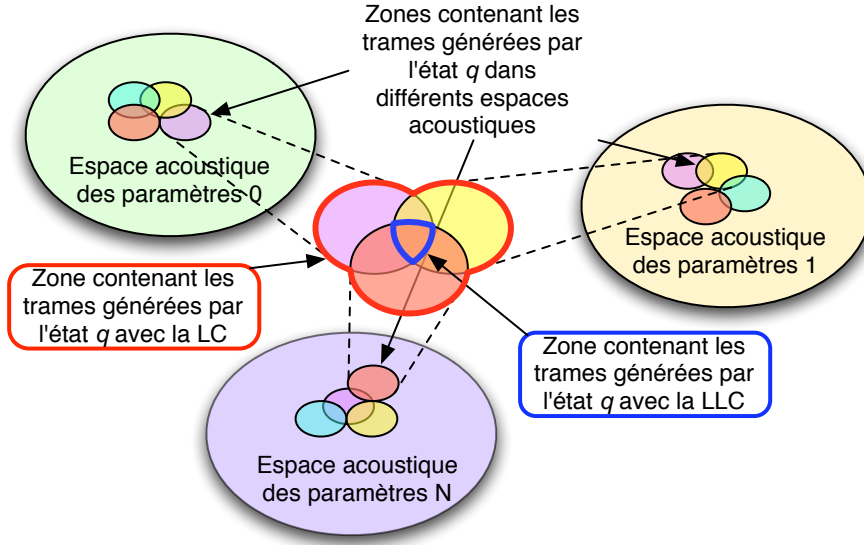 Zones contenant les
trames générées par
l'état q dans
différents espaces
acoustiques
Espace acoustique
des paramètres 0
Espace acoustique
des paramètres 1
Zone contenant les
trames générées par
l'état q avec la LC
Zone contenant les
trames générées par
l'état q avec la LLC
Espace acoustique
des paramètres N